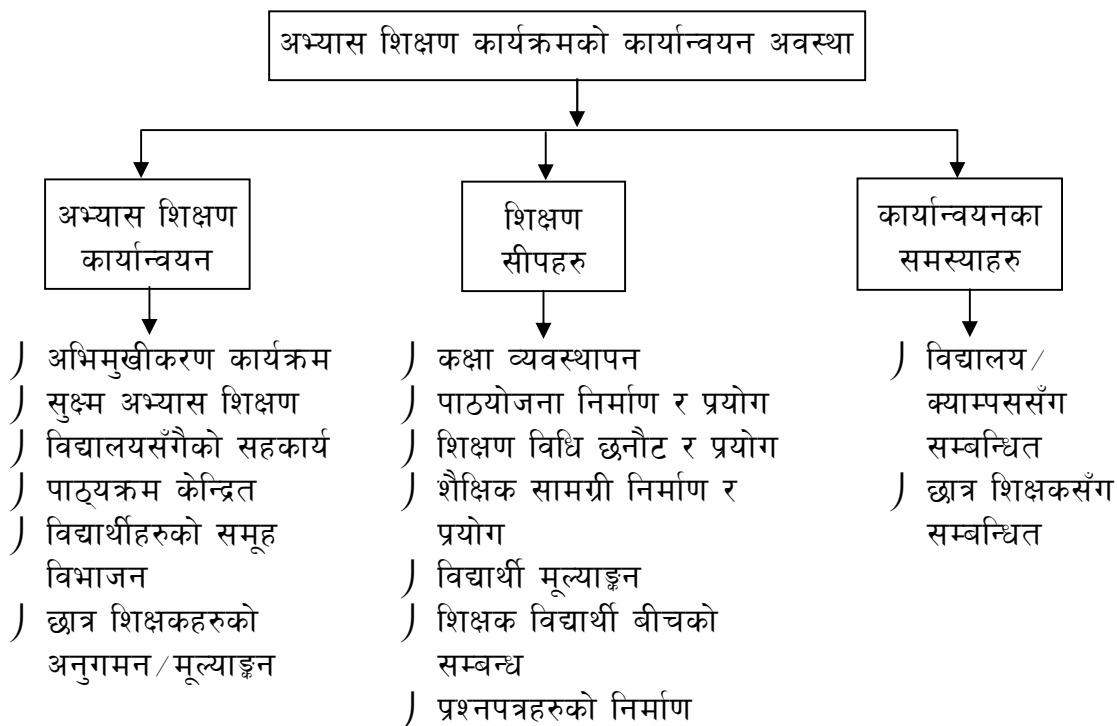 अभ्यास शिक्षण कार्यक्रमको कार्यान्वयन अवस्था
अभ्यास शिक्षण
कार्यान्वयन
अभिमुखीकरण कार्यक्रम
सुक्ष्म अभ्यास शिक्षण
विद्यालयसँगैको सहकार्य
पाठ्यक्रम केन्द्रित
विद्यार्थीहरुको समूह
विभाजन
छात्र शिक्षकहरुको
अनुगमन/मूल्याङ्कन
शिक्षण
सीपहरु
कक्षा व्यवस्थापन
पाठयोजना निर्माण र प्रयोग
शिक्षण विधि छनौट र प्रयोग
शैक्षिक सामग्री निर्माण र
प्रयोग
विद्यार्थी मूल्याङ्कन
शिक्षक विद्यार्थी बीचको
सम्बन्ध
प्रश्नपत्रहरुको निर्माण
कार्यान्वयनका
समस्याहरु
विद्यालय/
क्याम्पससँग
सम्बन्धित
छात्र शिक्षकसँग
सम्बन्धित